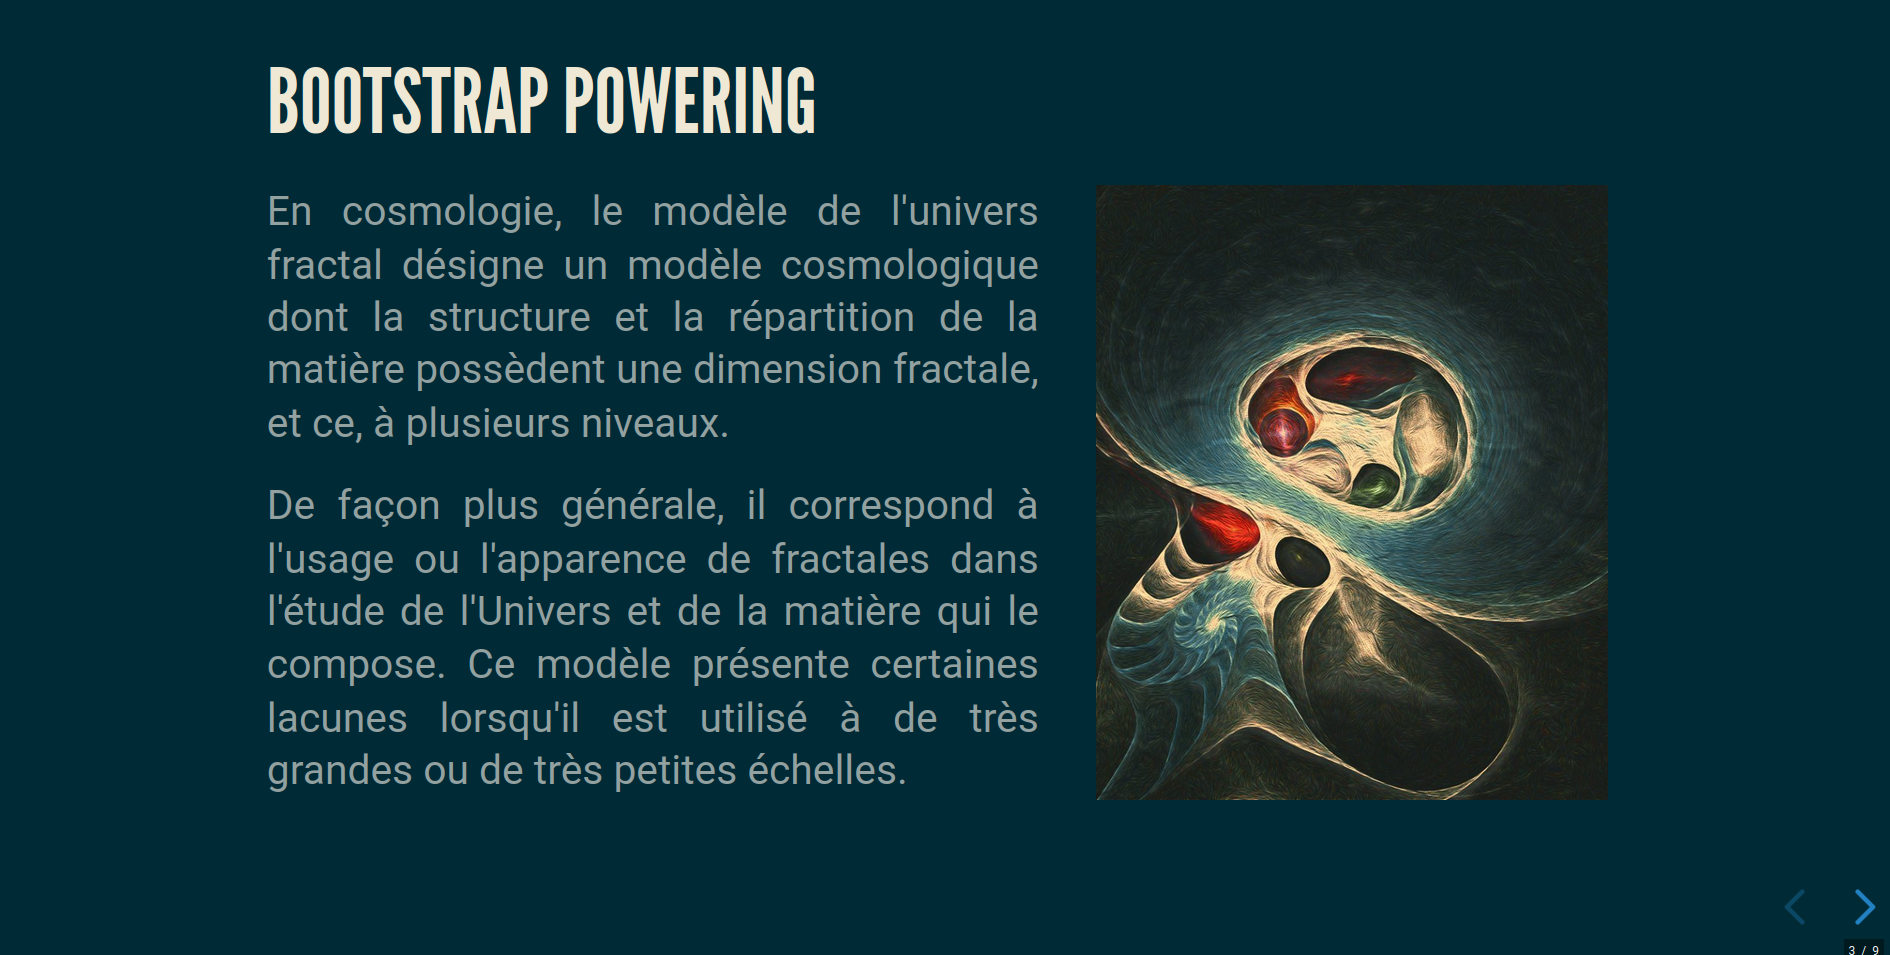 BOOTSTRAP POWERING
En cosmologie, le modèle de l'univers
fractal désigne un modèle cosmologique
dont la structure et la répartition de la
matière possèdent une dimension fractale,
et ce, à plusieurs niveaux.
De façon plus générale, il correspond à
l'usage ou l'apparence de fractales dans
l'étude de l'Univers et de la matière qui le
compose. Ce modèle présente certaines
lacunes lorsqu'il est utilisé à de très
grandes ou de très petites échelles.
3 / 9